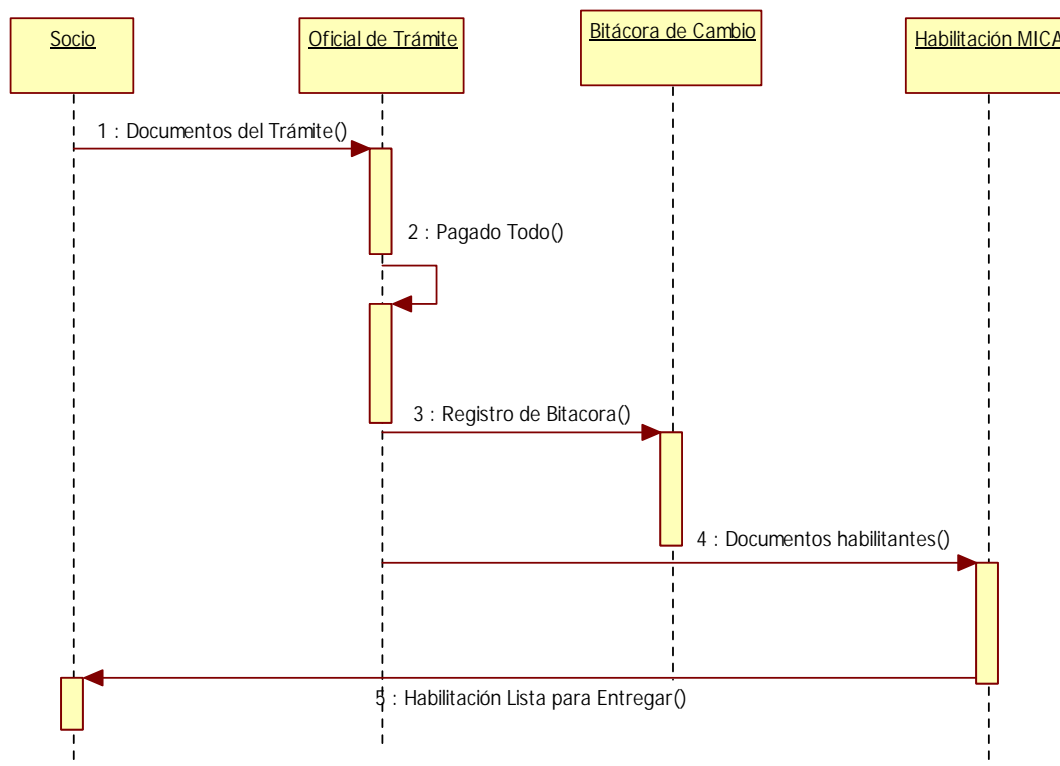 Socio
Oficial de Trámite
Bitácora de Cambio
Habilitación MICA
1 : Documentos del Trámite()
2 : Pagado Todo()
3 : Registro de Bitacora()
4 : Documentos habilitantes()
5 : Habilitación Lista para Entregar()